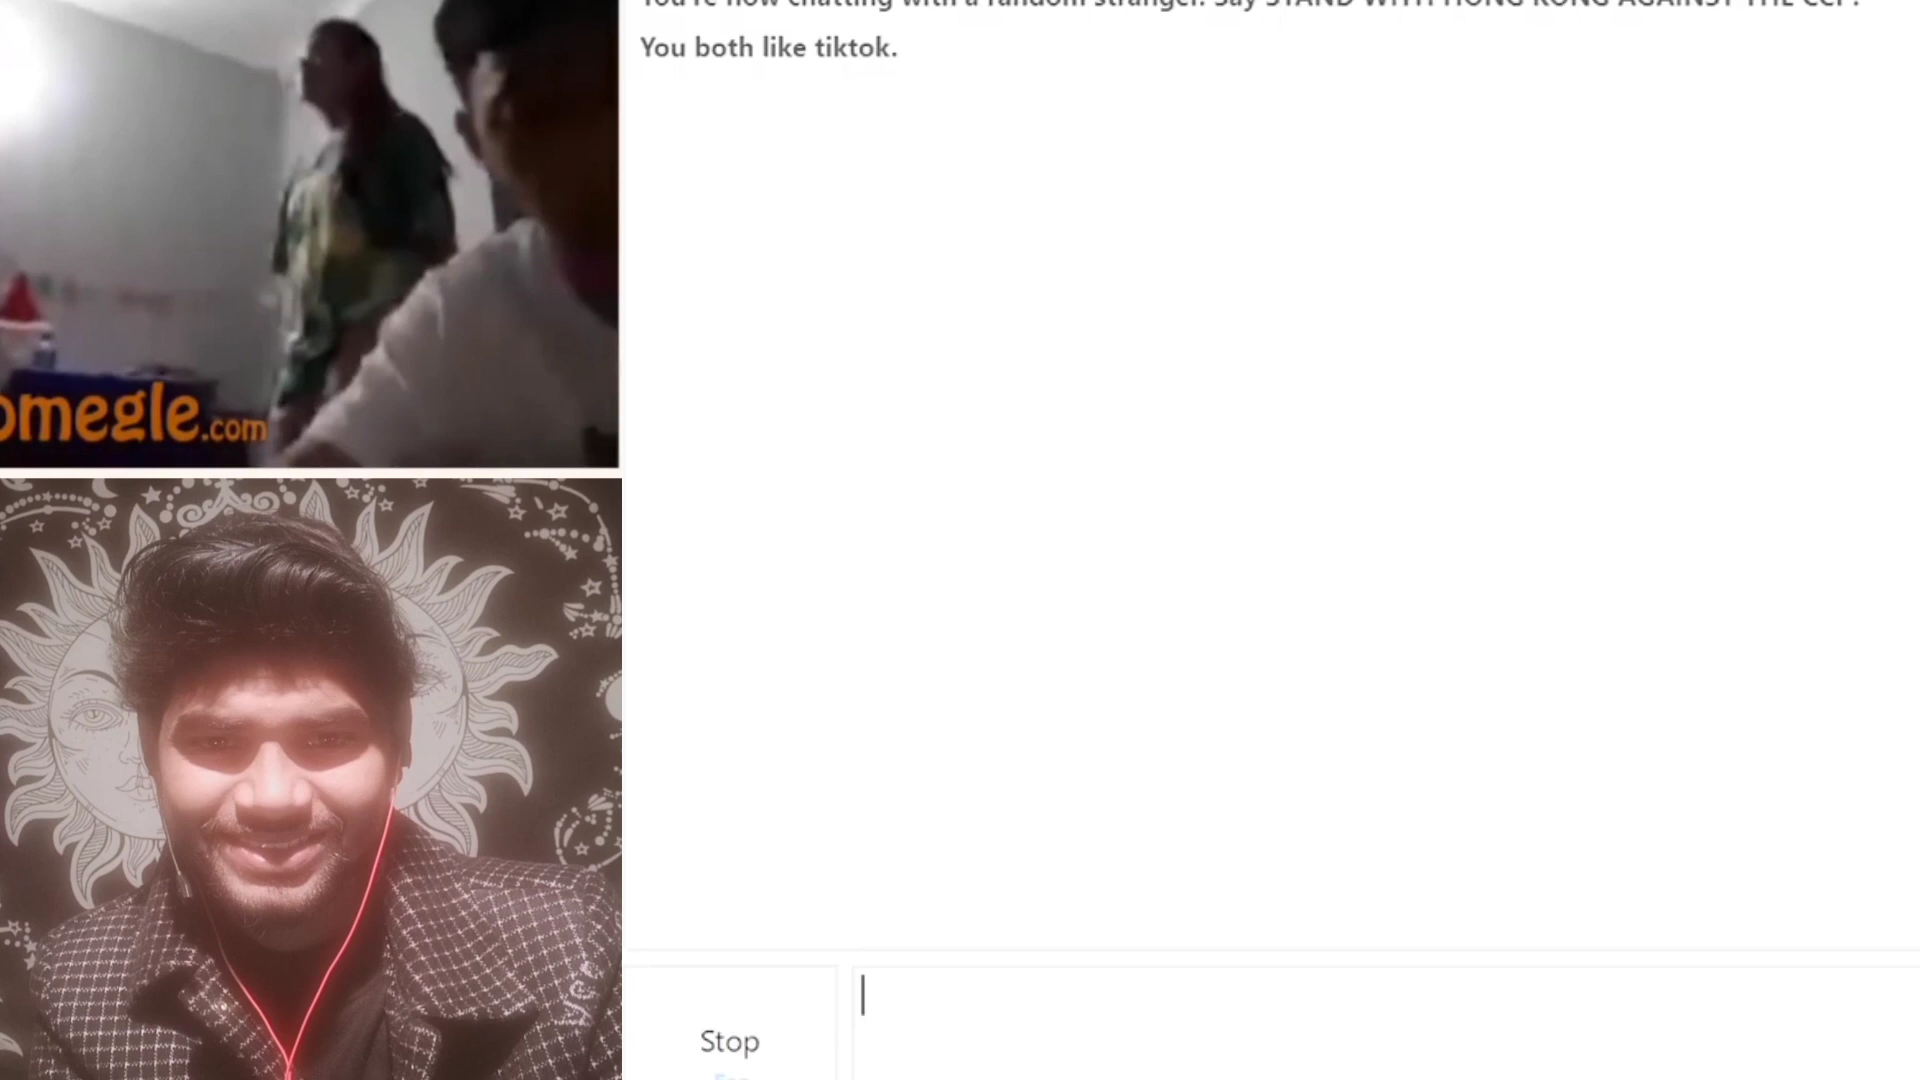 You're now chatting with a random stranger. Say STAND WITH HONG KONG AGAINST THE CCP!
You both like tiktok.
omegle.com
Stop
Esc